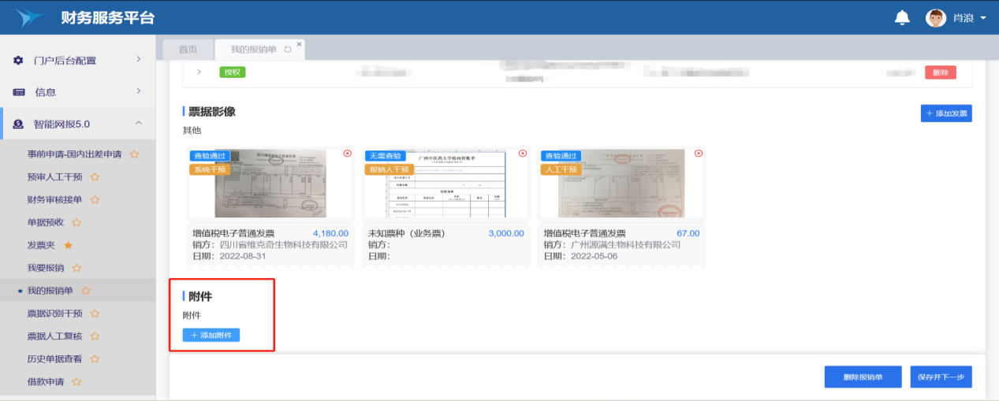 财务服务平台
肖浪
门户后台配置
信息
智能网报5.0
事前申请-国内出差申请
预审人工干预
财务审核接单
单据预收
发票夹
我要报销
我的报销单
票据识别干预
票据人工复核
历史单据查看
借款申请
首页
我的报销单
授权
删除
票据影像
+ 添加发票
其他
查验通过
系统干预
增值税电子普通发票 4,180.00
销方：四川省维克奇生物科技有限公司
日期：2022-08-31
无需查验
报销人干预
广州中医药大学校内转账单
未知票种（业务票） 3,000.00
销方：
日期：
查验通过
人工干预
增值税电子普通发票 67.00
销方：广州源满生物科技有限公司
日期：2022-05-06
附件
附件
+ 添加附件
删除报销单
保存并下一步